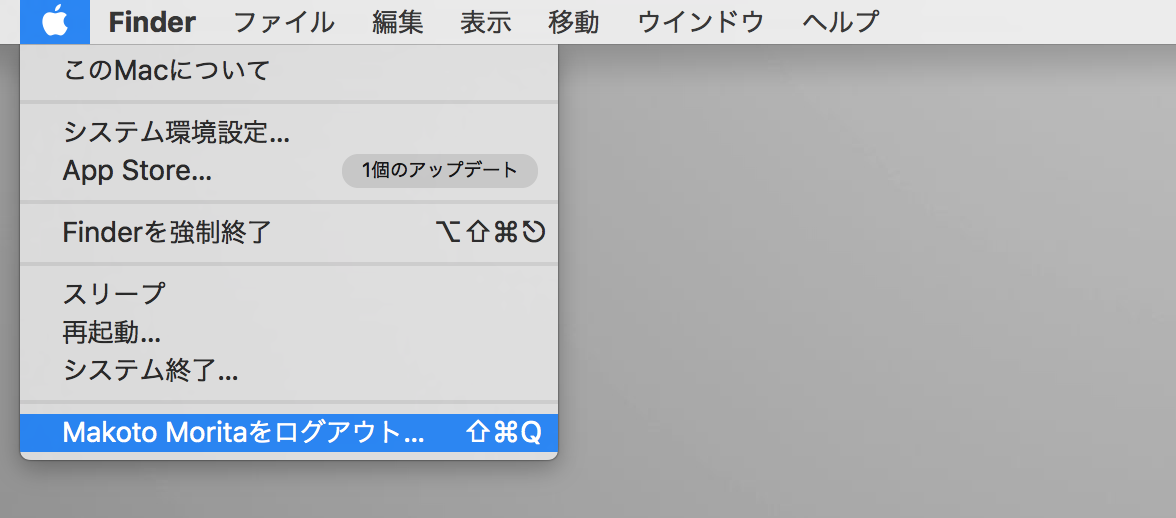 Finder ファイル 編集 表示 移動 ウインドウ ヘルプ
このMacについて
システム環境設定...
App Store... 1個のアップデート
Finderを強制終了 ⌥⇧⌘⎋
スリープ
再起動...
システム終了...
Makoto Moritaをログアウト... ⇧⌘Q